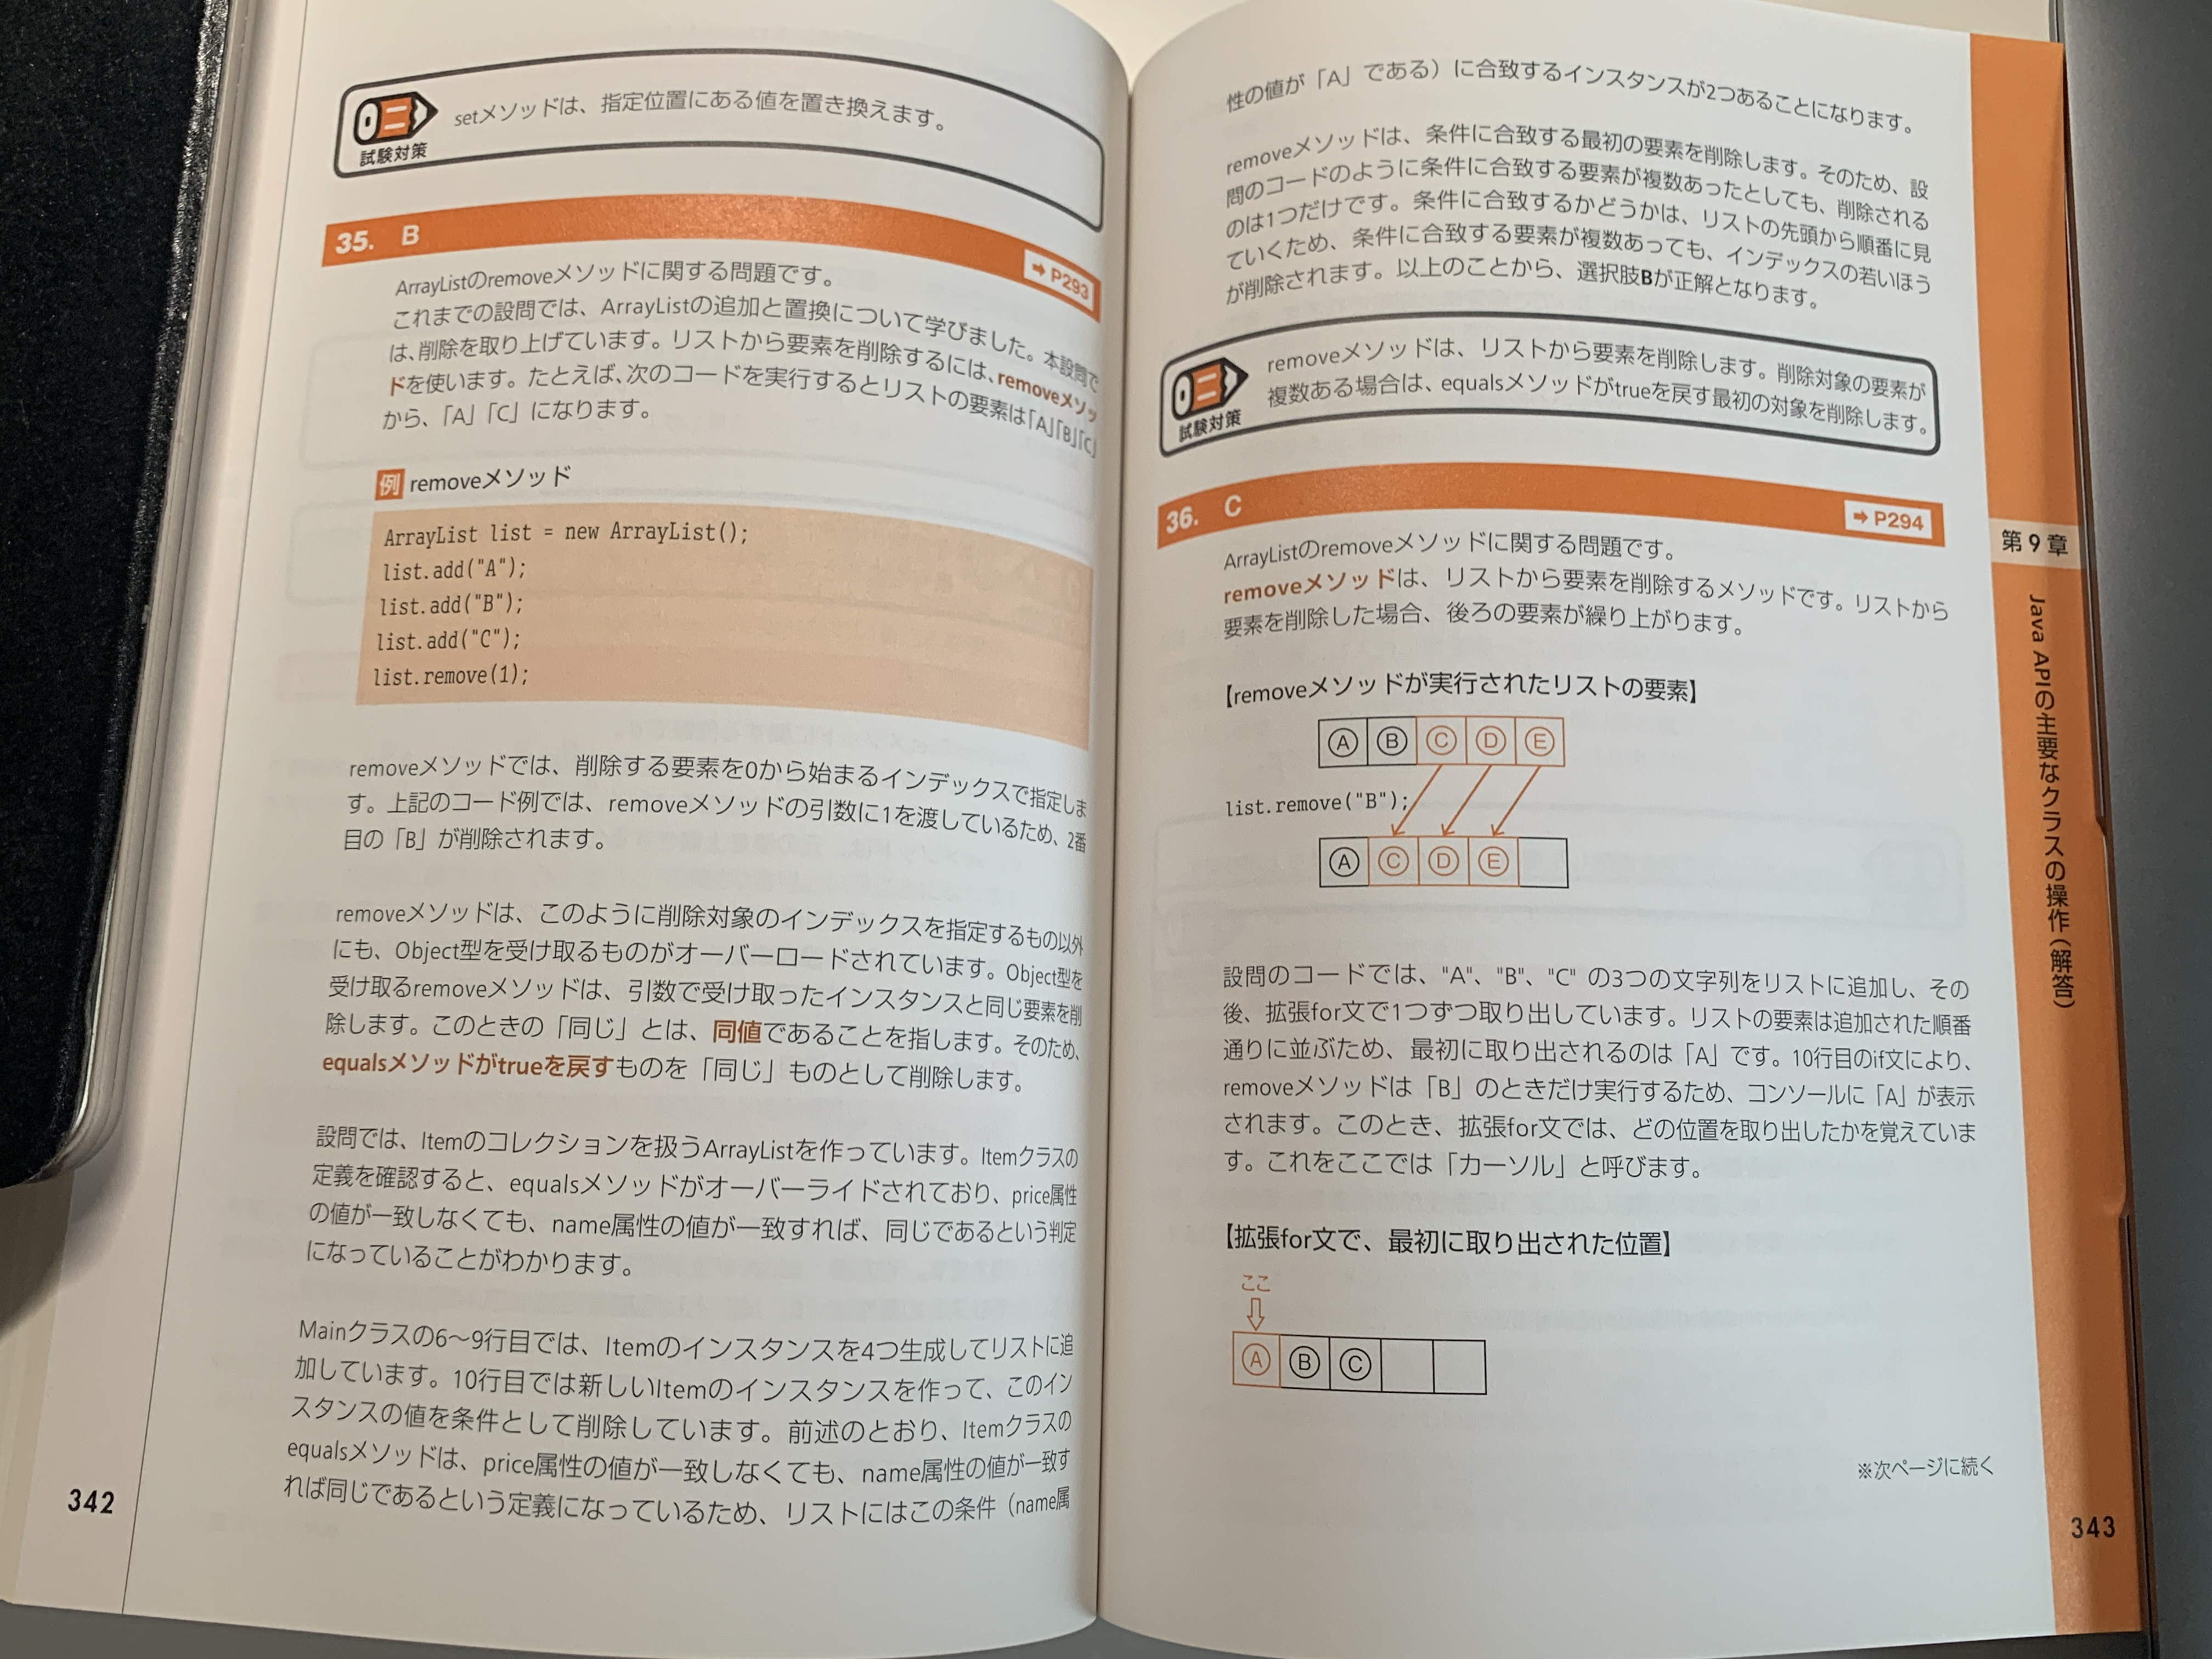 setメソッドは、指定位置にある値を置き換えます。
試験対策
35. B
➡ P293
ArrayListのremoveメソッドに関する問題です。
これまでの設問では、ArrayListの追加と置換について学びました。本設問で
は、削除を取り上げています。リストから要素を削除するには、removeメソッ
ドを使います。たとえば、次のコードを実行するとリストの要素は「A」「B」「C」
から、「A」「C」になります。
例 removeメソッド
ArrayList list = new ArrayList();
list.add("A");
list.add("B");
list.add("C");
list.remove(1);
removeメソッドでは、削除する要素を0から始まるインデックスで指定しま
す。上記のコード例では、removeメソッドの引数に1を渡しているため、2番
目の「B」が削除されます。
removeメソッドは、このように削除対象のインデックスを指定するもの以外
にも、Object型を受け取るものがオーバーロードされています。Object型を
受け取るremoveメソッドは、引数で受け取ったインスタンスと同じ要素を削
除します。このときの「同じ」とは、同値であることを指します。そのため、
equalsメソッドがtrueを戻すものを「同じ」ものとして削除します。
設問では、Itemのコレクションを扱うArrayListを作っています。Itemクラスの
定義を確認すると、equalsメソッドがオーバーライドされており、price属性
の値が一致しなくても、name属性の値が一致すれば、同じであるという判定
になっていることがわかります。
Mainクラスの6〜9行目では、Itemのインスタンスを4つ生成してリストに追
加しています。10行目では新しいItemのインスタンスを作って、このイン
スタンスの値を条件として削除しています。前述のとおり、Itemクラスの
equalsメソッドは、price属性の値が一致しなくても、name属性の値が一致す
れば同じであるという定義になっているため、リストにはこの条件（name属
342
性の値が「A」である）に合致するインスタンスが2つあることになります。
removeメソッドは、条件に合致する最初の要素を削除します。そのため、設
問のコードのように条件に合致する要素が複数あったとしても、削除される
のは1つだけです。条件に合致するかどうかは、リストの先頭から順番に見
ていくため、条件に合致する要素が複数あっても、インデックスの若いほう
が削除されます。以上のことから、選択肢Bが正解となります。
removeメソッドは、リストから要素を削除します。削除対象の要素が
複数ある場合は、equalsメソッドがtrueを戻す最初の対象を削除します。
試験対策
36. C
➡ P294
ArrayListのremoveメソッドに関する問題です。
removeメソッドは、リストから要素を削除するメソッドです。リストから
要素を削除した場合、後ろの要素が繰り上がります。
【removeメソッドが実行されたリストの要素】
Ⓐ Ⓑ Ⓒ Ⓓ Ⓔ
list.remove("B");
Ⓐ Ⓒ Ⓓ Ⓔ
設問のコードでは、"A"、"B"、"C" の3つの文字列をリストに追加し、その
後、拡張for文で1つずつ取り出しています。リストの要素は追加された順番
通りに並ぶため、最初に取り出されるのは「A」です。10行目のif文により、
removeメソッドは「B」のときだけ実行するため、コンソールに「A」が表示
されます。このとき、拡張for文では、どの位置を取り出したかを覚えていま
す。これをここでは「カーソル」と呼びます。
【拡張for文で、最初に取り出された位置】
ここ
Ⓐ Ⓑ Ⓒ
※次ページに続く
343
第9章
Java APIの主要なクラスの操作（解答）